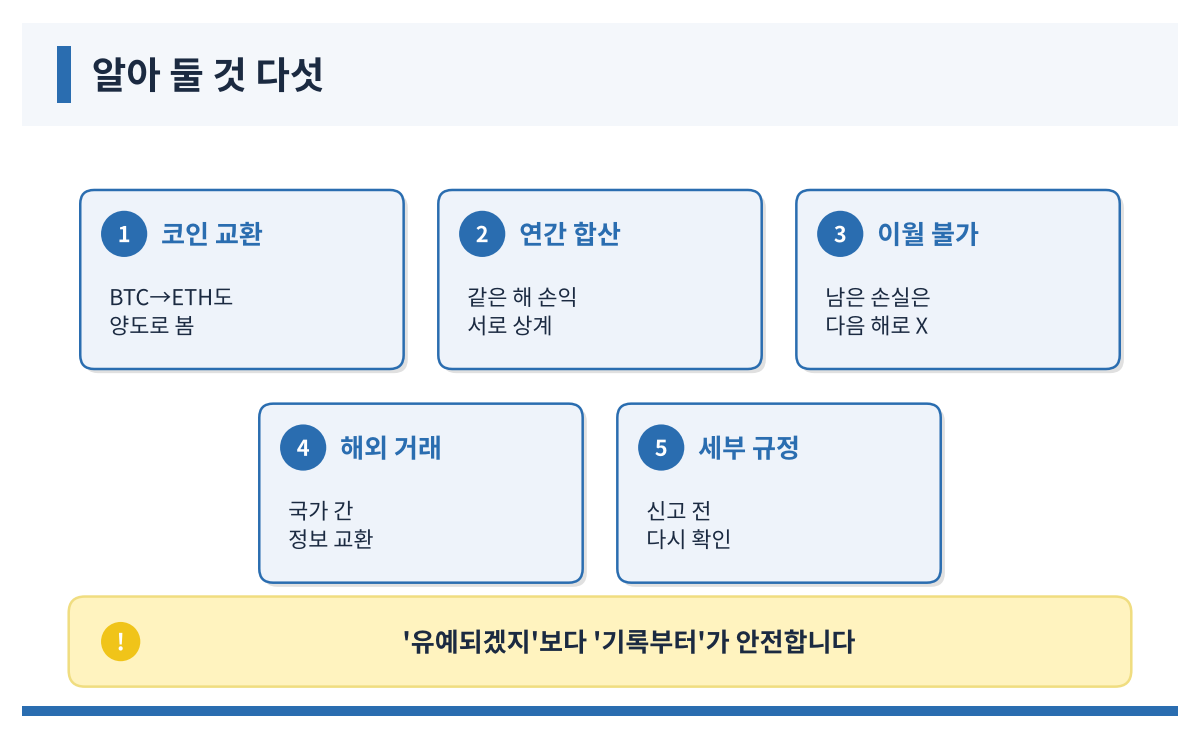 알아 둘 것 다섯
1 코인 교환
BTC→ETH도
양도로 봄
2 연간 합산
같은 해 손익
서로 상계
3 이월 불가
남은 손실은
다음 해로 X
4 해외 거래
국가 간
정보 교환
5 세부 규정
신고 전
다시 확인
! '유예되겠지'보다 '기록부터'가 안전합니다